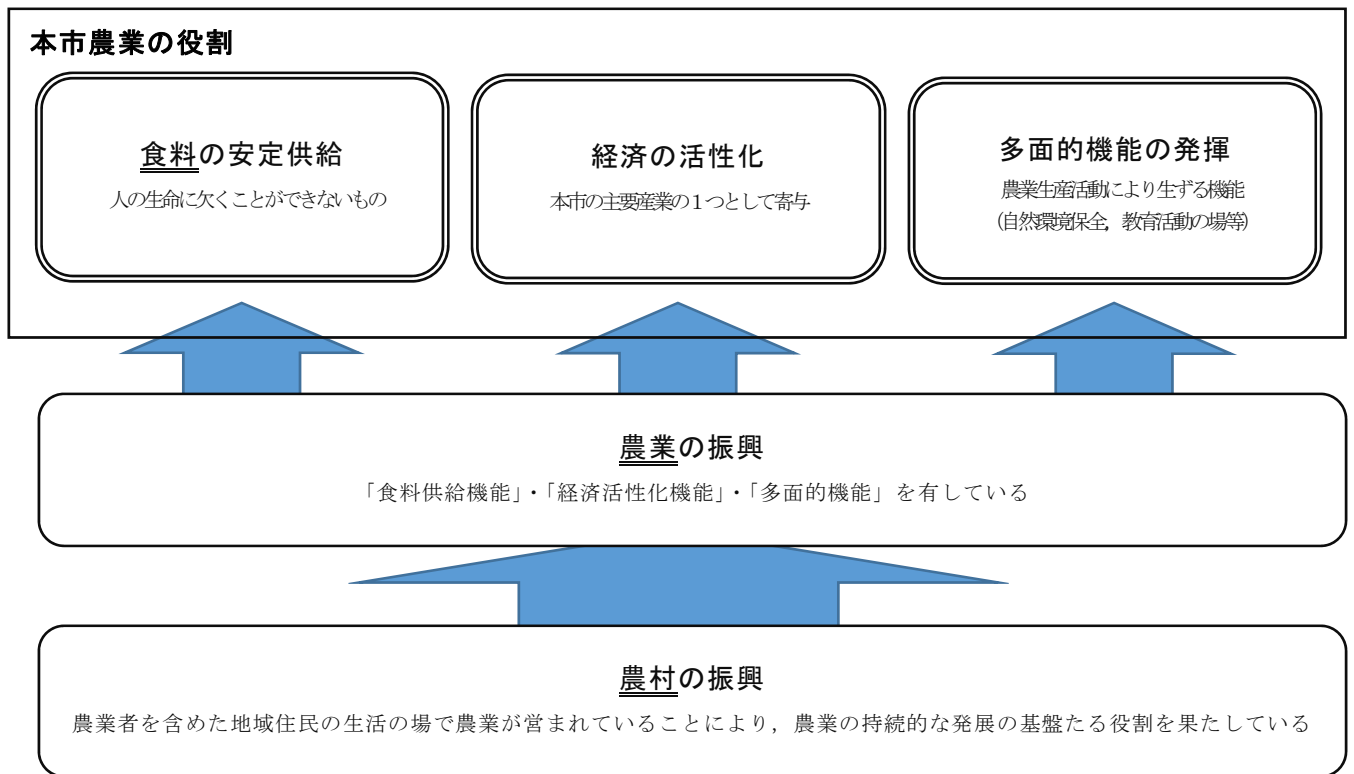 本市農業の役割
食料の安定供給
人の生命に欠くことができないもの
経済の活性化
本市の主要産業の1つとして寄与
多面的機能の発揮
農業生産活動により生ずる機能
(自然環境保全,教育活動の場等)
農業の振興
「食料供給機能」・「経済活性化機能」・「多面的機能」を有している
農村の振興
農業者を含めた地域住民の生活の場で農業が営まれていることにより,農業の持続的な発展の基盤たる役割を果たしている